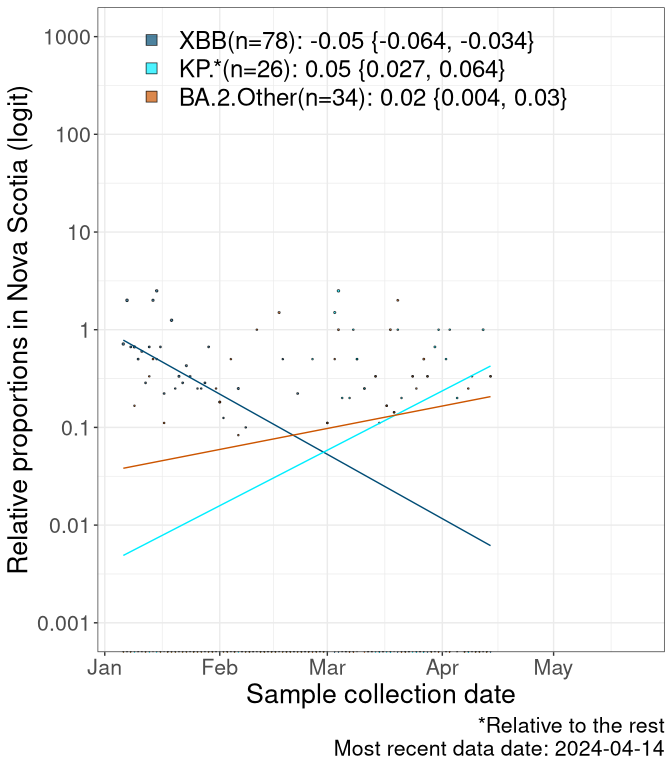 XBB(n=78): -0.05 {-0.064, -0.034}
KP.*(n=26): 0.05 {0.027, 0.064}
BA.2.Other(n=34): 0.02 {0.004, 0.03}
Relative proportions in Nova Scotia (logit)
1000
100
10
1
0.1
0.01
0.001
Jan Feb Mar Apr May
Sample collection date
*Relative to the rest
Most recent data date: 2024-04-14